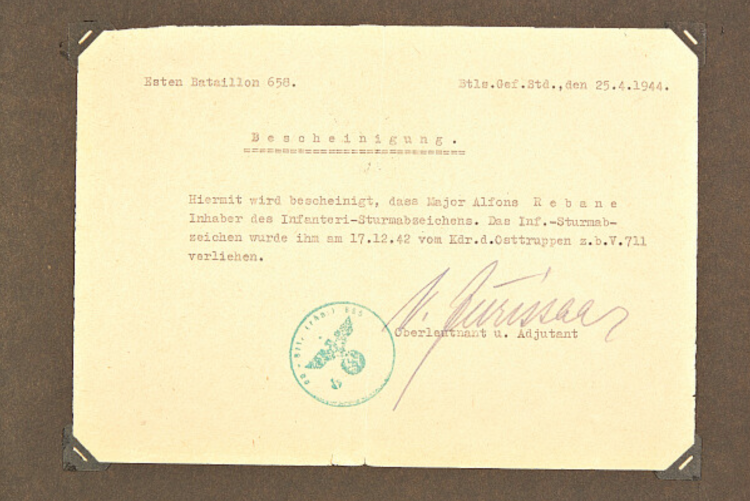 Esten Bataillon 658.
Btls.Gef.Std.,den 25.4.1944.
Bescheinigung.
Hiermit wird bescheinigt, dass Major Alfons Rebane
Inhaber des Infanteri-Sturmabzeichens. Das Inf.-Sturmab-
zeichen wurde ihm am 17.12.42 vom Kdr.d.Osttruppen z.b.V.711
verliehen.
Oberleutnant u. Adjutant